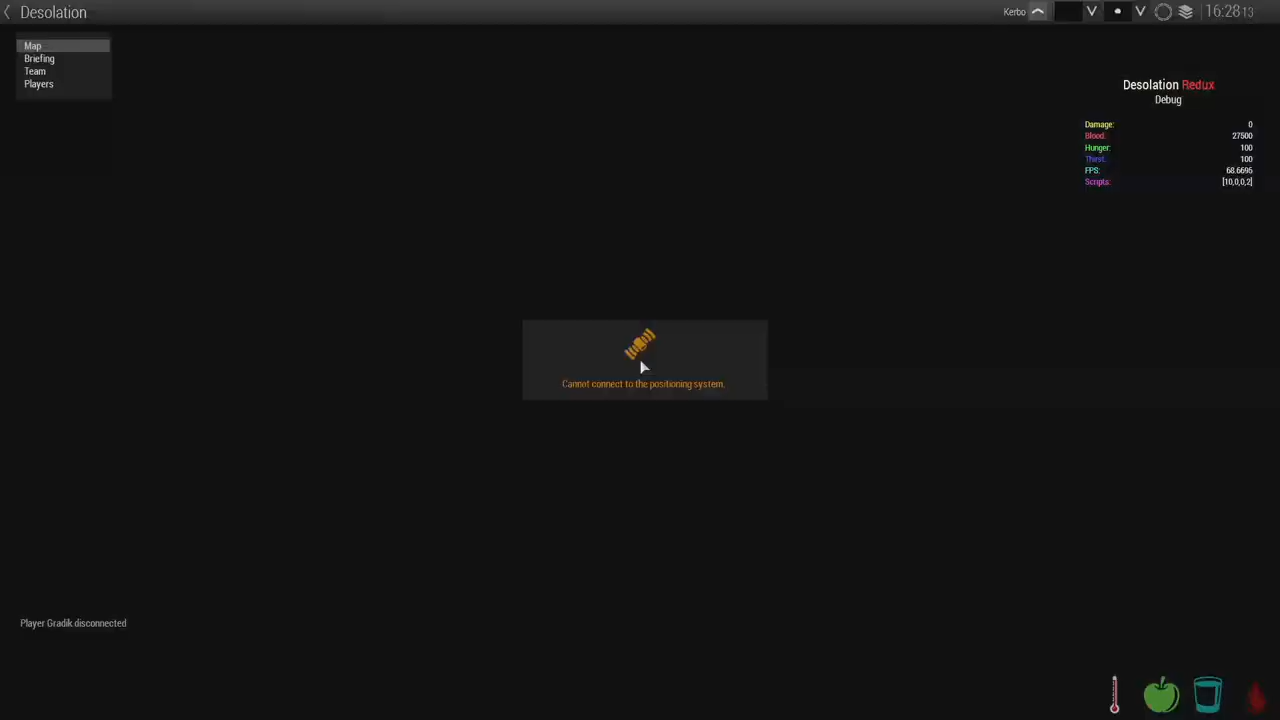 Desolation
Kerbo
16:28 13
Map
Briefing
Team
Players
Desolation Redux
Debug
Damage: 0
Blood: 27500
Hunger: 100
Thirst: 100
FPS: 68.6695
Scripts: [10,0,0,2]
Cannot connect to the positioning system.
Player Gradik disconnected